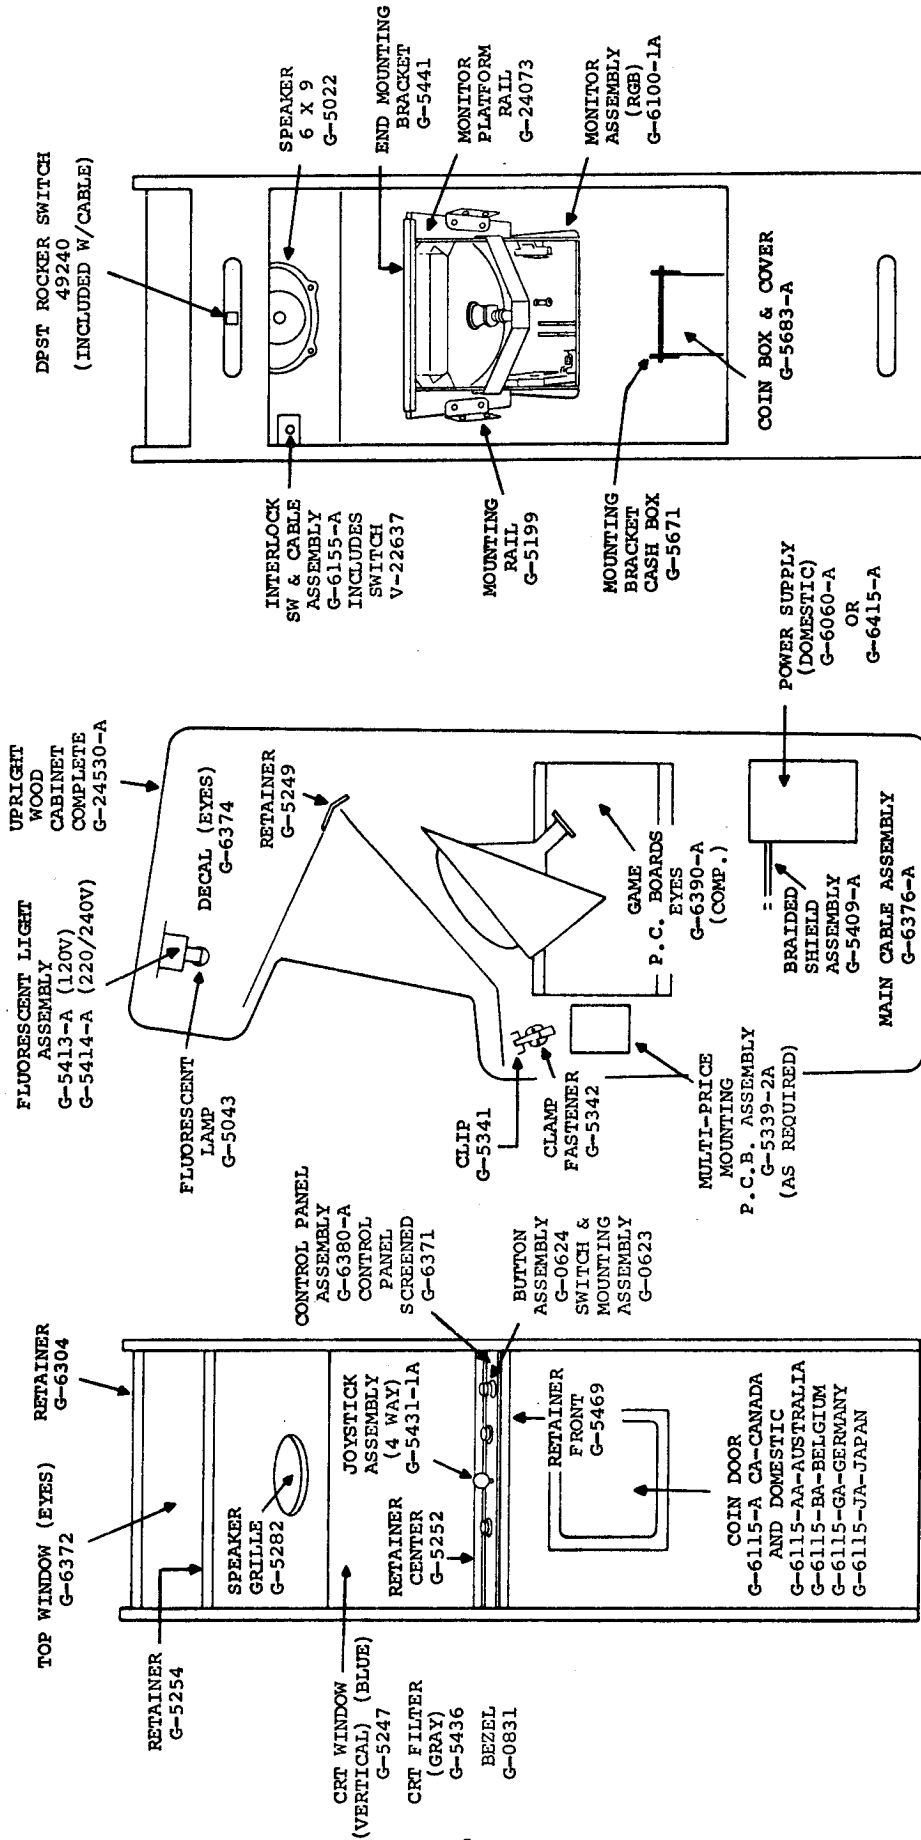 TOP WINDOW (EYES)
G-6372
RETAINER
G-6304
RETAINER
G-5254
SPEAKER
GRILLE
G-5282
CRT WINDOW
(VERTICAL) (BLUE)
G-5247
CRT FILTER
(GRAY)
G-5436
BEZEL
G-0831
JOYSTICK
ASSEMBLY
(4 WAY)
G-5431-1A
RETAINER
CENTER
G-5252
CONTROL PANEL
ASSEMBLY
G-6380-A
CONTROL
PANEL
SCREENED
G-6371
BUTTON
ASSEMBLY
G-0624
SWITCH &
MOUNTING
ASSEMBLY
G-0623
RETAINER
FRONT
G-5469
COIN DOOR
G-6115-A CA-CANADA
AND DOMESTIC
G-6115-AA-AUSTRALIA
G-6115-BA-BELGIUM
G-6115-GA-GERMANY
G-6115-JA-JAPAN
FLUORESCENT LIGHT
ASSEMBLY
G-5413-A (120V)
G-5414-A (220/240V)
UPRIGHT
WOOD
CABINET
COMPLETE
G-24530-A
FLUORESCENT
LAMP
G-5043
DECAL (EYES)
G-6374
RETAINER
G-5249
CLIP
G-5341
CLAMP
FASTENER
G-5342
GAME
P.C. BOARDS
EYES
G-6390-A
(COMP.)
MULTI-PRICE
MOUNTING
P.C.B. ASSEMBLY
G-5339-2A
(AS REQUIRED)
BRAIDED
SHIELD
ASSEMBLY
G-5409-A
POWER SUPPLY
(DOMESTIC)
G-6060-A
OR
G-6415-A
MAIN CABLE ASSEMBLY
G-6376-A
DPST ROCKER SWITCH
49240
(INCLUDED W/CABLE)
SPEAKER
6 X 9
G-5022
INTERLOCK
SW & CABLE
ASSEMBLY
G-6155-A
INCLUDES
SWITCH
V-22637
END MOUNTING
BRACKET
G-5441
MONITOR
PLATFORM
RAIL
G-24073
MOUNTING
RAIL
G-5199
MONITOR
ASSEMBLY
(RGB)
G-6100-1A
MOUNTING
BRACKET
CASH BOX
G-5671
COIN BOX & COVER
G-5683-A